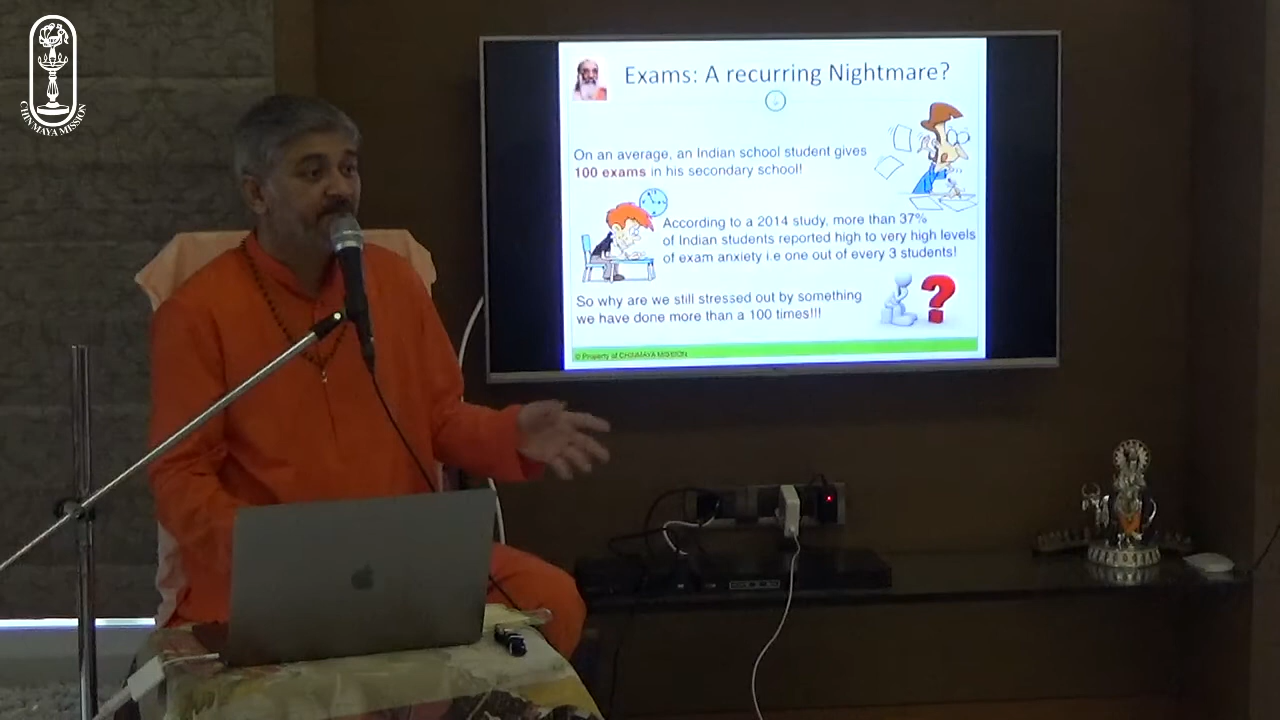 CHINMAYA MISSION
Exams: A recurring Nightmare?
On an average, an Indian school student gives
100 exams in his secondary school!
According to a 2014 study, more than 37%
of Indian students reported high to very high levels
of exam anxiety i.e one out of every 3 students!
So why are we still stressed out by something
we have done more than a 100 times!!!
© Property of CHINMAYA MISSION